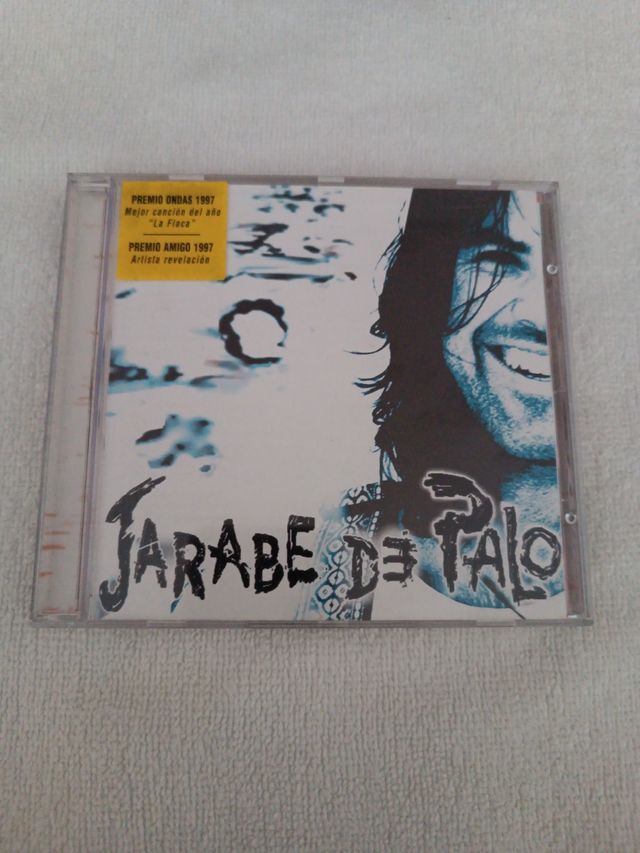 PREMIO ONDAS 1997
Mejor canción del año
"La Flaca"
PREMIO AMIGO 1997
Artista revelación
JARABE DE PALO